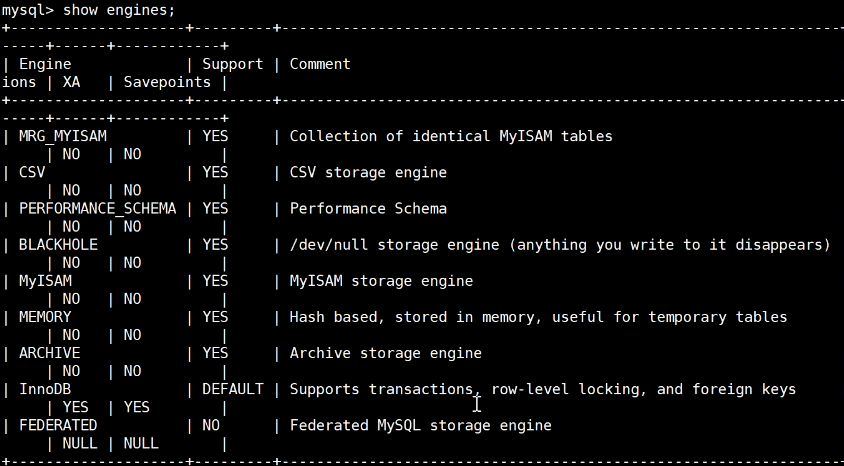 mysql> show engines;
+--------------------+---------+----------------------------------------------------------------
-----+------+------------+
| Engine             | Support | Comment
ions | XA   | Savepoints |
+--------------------+---------+----------------------------------------------------------------
-----+------+------------+
| MRG_MYISAM         | YES     | Collection of identical MyISAM tables
     | NO   | NO         |
| CSV                | YES     | CSV storage engine
     | NO   | NO         |
| PERFORMANCE_SCHEMA | YES     | Performance Schema
     | NO   | NO         |
| BLACKHOLE          | YES     | /dev/null storage engine (anything you write to it disappears)
     | NO   | NO         |
| MyISAM             | YES     | MyISAM storage engine
     | NO   | NO         |
| MEMORY             | YES     | Hash based, stored in memory, useful for temporary tables
     | NO   | NO         |
| ARCHIVE            | YES     | Archive storage engine
     | NO   | NO         |
| InnoDB             | DEFAULT | Supports transactions, row-level locking, and foreign keys
     | YES  | YES        |
| FEDERATED          | NO      | Federated MySQL storage engine
     | NULL | NULL       |
+--------------------+---------+----------------------------------------------------------------